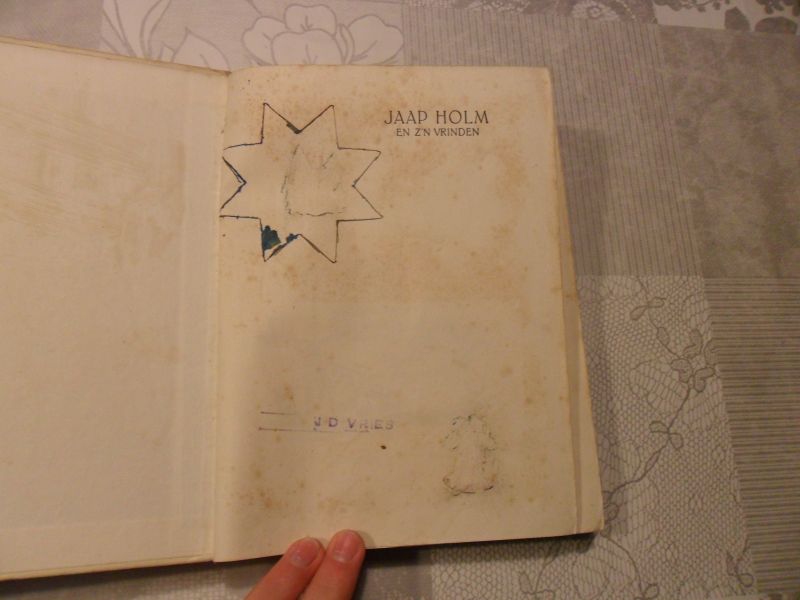 JAAP HOLM
EN Z'N VRINDEN
J D VRIES